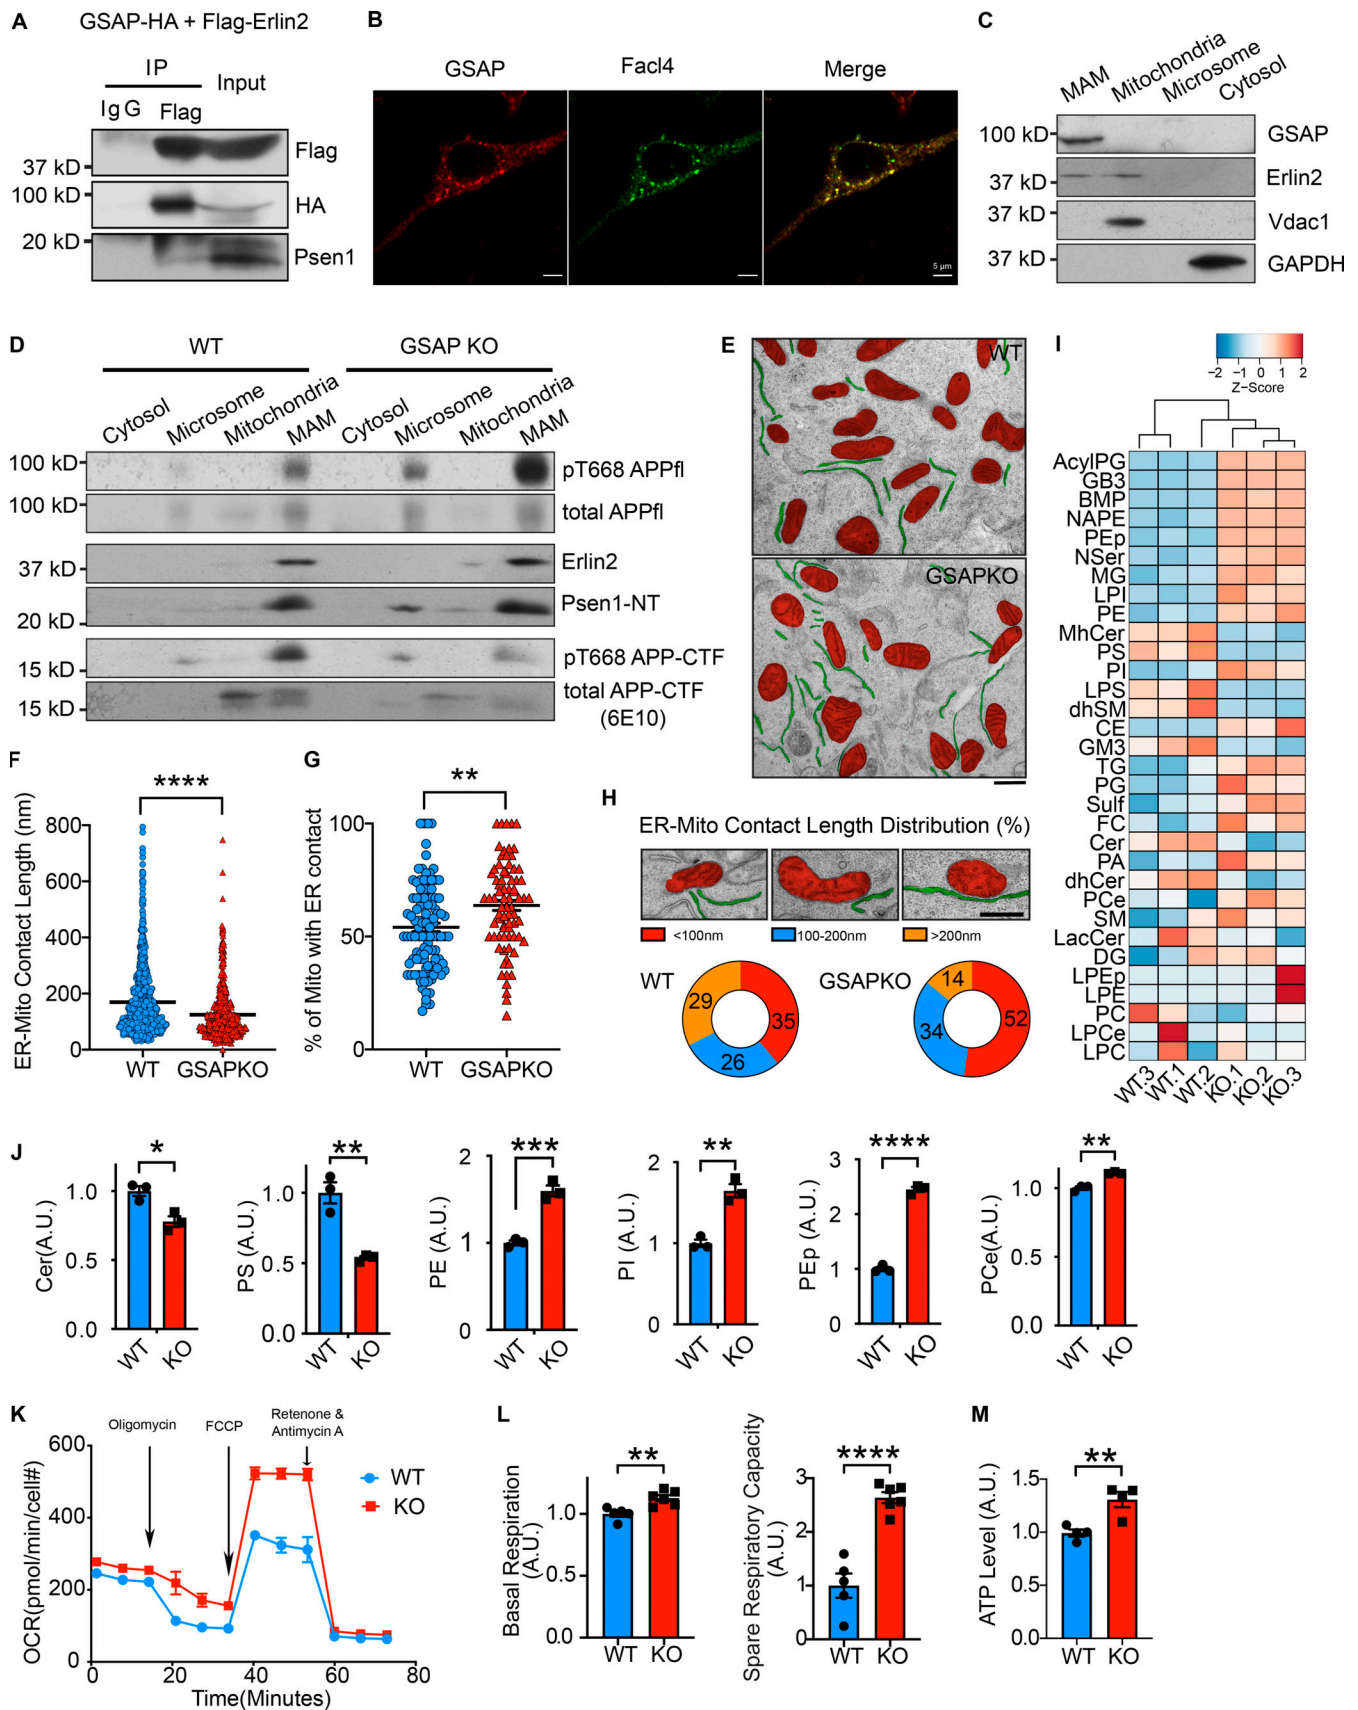 A
GSAP-HA + Flag-Erlin2
IP
Input
IgG
Flag
37 kD
Flag
100 kD
HA
20 kD
Psen1
B
GSAP
Facl4
Merge
5 µm
C
MAM
Mitochondria
Microsome
Cytosol
100 kD
GSAP
37 kD
Erlin2
37 kD
Vdac1
37 kD
GAPDH
D
WT
GSAP KO
Cytosol
Microsome
Mitochondria
MAM
Cytosol
Microsome
Mitochondria
MAM
100 kD
pT668 APPfl
100 kD
total APPfl
37 kD
Erlin2
20 kD
Psen1-NT
15 kD
pT668 APP-CTF
15 kD
total APP-CTF
(6E10)
E
WT
GSAPKO
F
ER-Mito Contact Length (nm)
800
600
400
200
0
****
WT
GSAPKO
G
% of Mito with ER contact
100
50
0
**
WT
GSAPKO
H
ER-Mito Contact Length Distribution (%)
<100nm
100-200nm
>200nm
WT
29
35
26
GSAPKO
14
34
52
I
−2
−1
0
1
2
Z−Score
AcylPG
GB3
BMP
NAPE
PEp
NSer
MG
LPI
PE
MhCer
PS
PI
LPS
dhSM
CE
GM3
TG
PG
Sulf
FC
Cer
PA
dhCer
PCe
SM
LacCer
DG
LPEp
LPE
PC
LPCe
LPC
WT.3
WT.1
WT.2
KO.1
KO.2
KO.3
J
Cer(A.U.)
1.0
0.5
0.0
*
WT
KO
PS (A.U.)
1.0
0.5
0.0
**
WT
KO
PE (A.U.)
2
1
0
***
WT
KO
PI (A.U.)
2
1
0
**
WT
KO
PEp (A.U.)
3
2
1
0
****
WT
KO
PCe(A.U.)
1.0
0.5
0.0
**
WT
KO
K
OCR(pmol/min/cell#)
600
400
200
0
Oligomycin
FCCP
Retenone &
Antimycin A
WT
KO
0
20
40
60
80
Time(Minutes)
L
Basal Respiration
(A.U.)
1.0
0.5
0.0
**
WT
KO
Spare Respiratory Capacity
(A.U.)
3
2
1
0
****
WT
KO
M
ATP Level (A.U.)
1.5
1.0
0.5
0.0
**
WT
KO